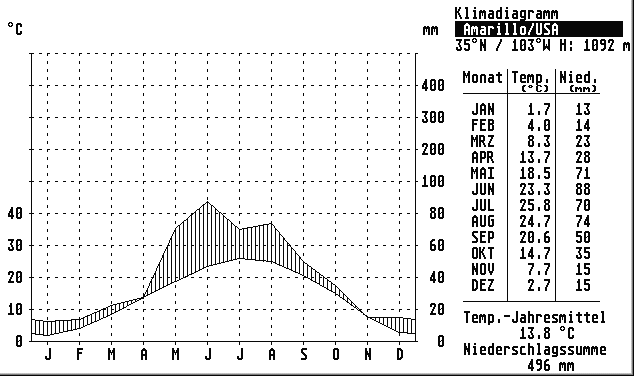 °C
mm
400
300
200
100
40 80
30 60
20 40
10 20
0 0
J F M A M J J A S O N D
Klimadiagramm
Amarillo/USA
35°N / 103°W H: 1092 m
Monat Temp. Nied.
(°C) (mm)
JAN 1.7 13
FEB 4.0 14
MRZ 8.3 23
APR 13.7 28
MAI 18.5 71
JUN 23.3 88
JUL 25.8 70
AUG 24.7 74
SEP 20.6 50
OKT 14.7 35
NOV 7.7 15
DEZ 2.7 15
Temp.-Jahresmittel
13.8 °C
Niederschlagssumme
496 mm